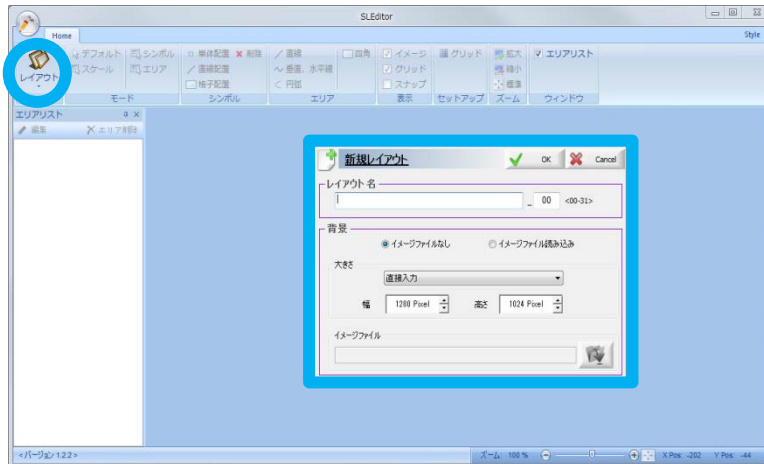 SLEditor
Home
Style
レイアウト
デフォルト
スケール
シンボル
エリア
モード
単体配置
削除
直線配置
格子配置
シンボル
直線
垂直、水平線
円弧
四角
エリア
イメージ
グリッド
スナップ
表示
グリッド
セットアップ
拡大
縮小
標準
ズーム
エリアリスト
ウィンドウ
エリアリスト
編集
エリア削除
新規レイアウト
OK
Cancel
レイアウト名
_ 00 <00-31>
背景
イメージファイルなし
イメージファイル読み込み
大きさ
直接入力
幅 1280 Pixel 高さ 1024 Pixel
イメージファイル
<バージョン 1.2.2>
ズーム: 100 %
X Pos: -202 Y Pos: -44